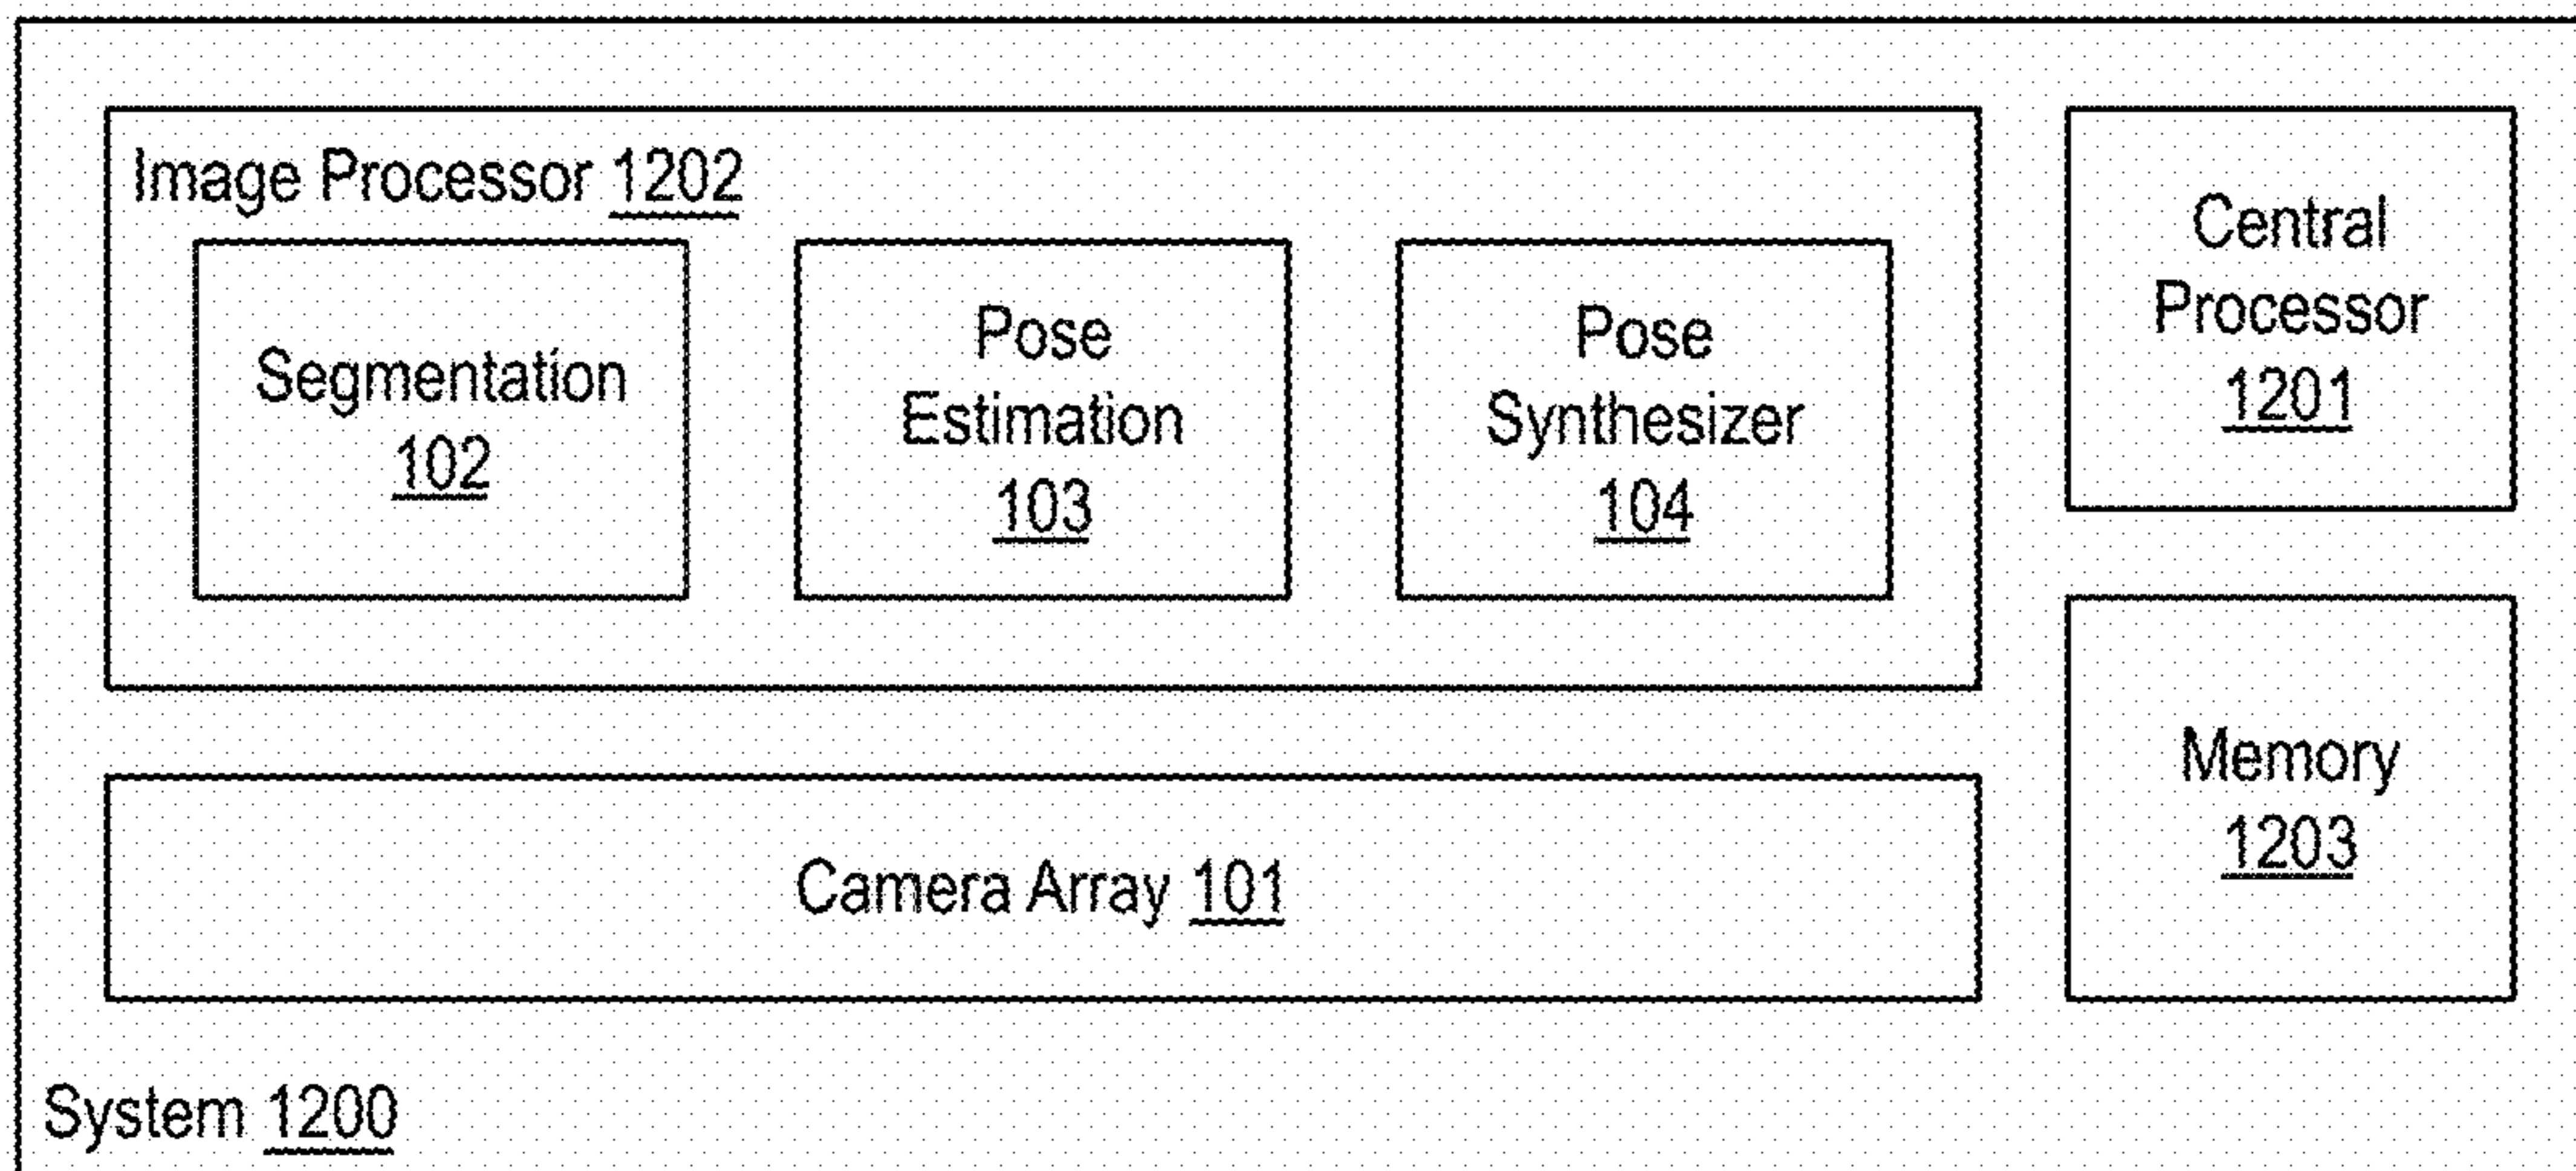 Image Processor 1202
Segmentation
102
Pose
Estimation
103
Pose
Synthesizer
104
Central
Processor
1201
Camera Array 101
Memory
1203
System 1200